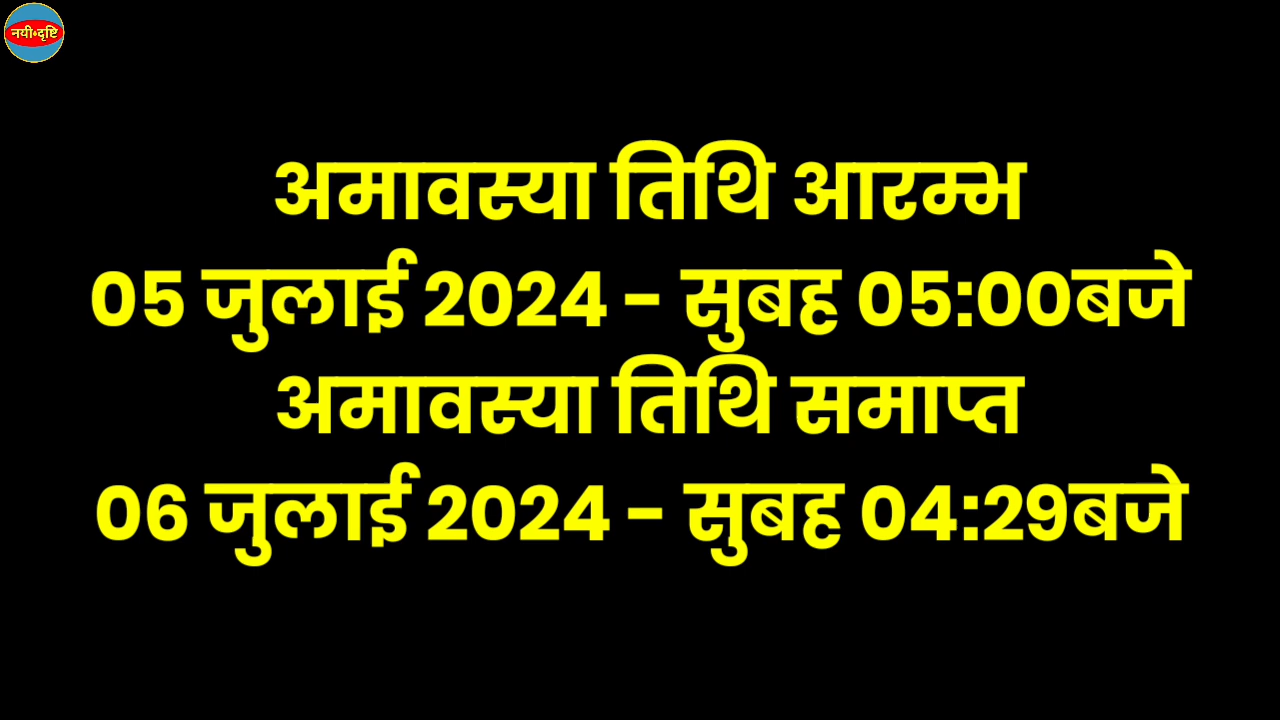 नयी•दृष्टि
अमावस्या तिथि आरम्भ
05 जुलाई 2024 - सुबह 05:00बजे
अमावस्या तिथि समाप्त
06 जुलाई 2024 - सुबह 04:29बजे